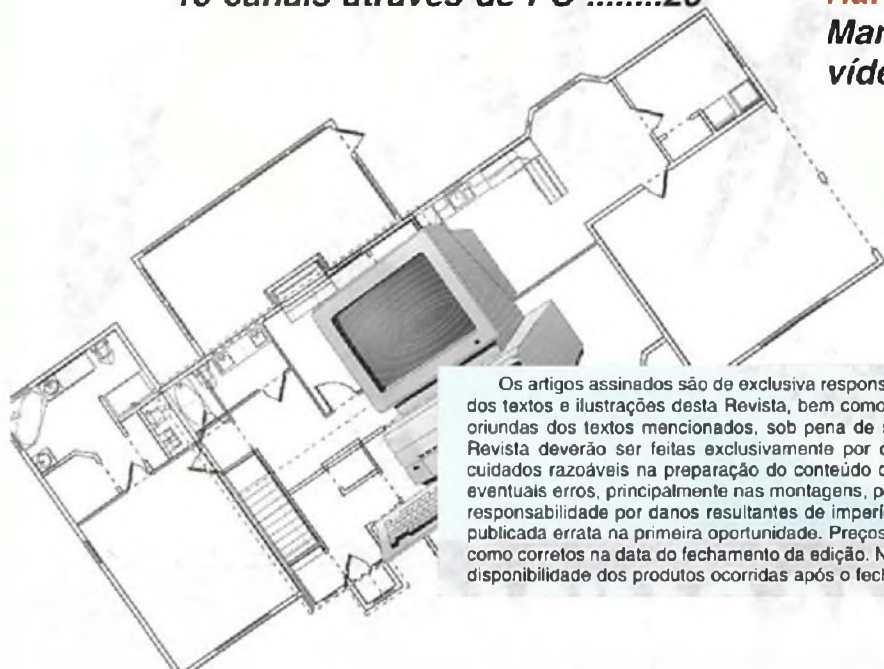 canais através de PC ........
víde
Os artigos assinados são de exclusiva respons
dos textos e ilustrações desta Revista, bem como
oriundas dos textos mencionados, sob pena de
Revista deverão ser feitas exclusivamente por
cuidados razoáveis na preparação do conteúdo
eventuais erros, principalmente nas montagens,
responsabilidade por danos resultantes de imperí
publicada errata na primeira oportunidade. Preços
como corretos na data do fechamento da edição.
disponibilidade dos produtos ocorridas após o fech